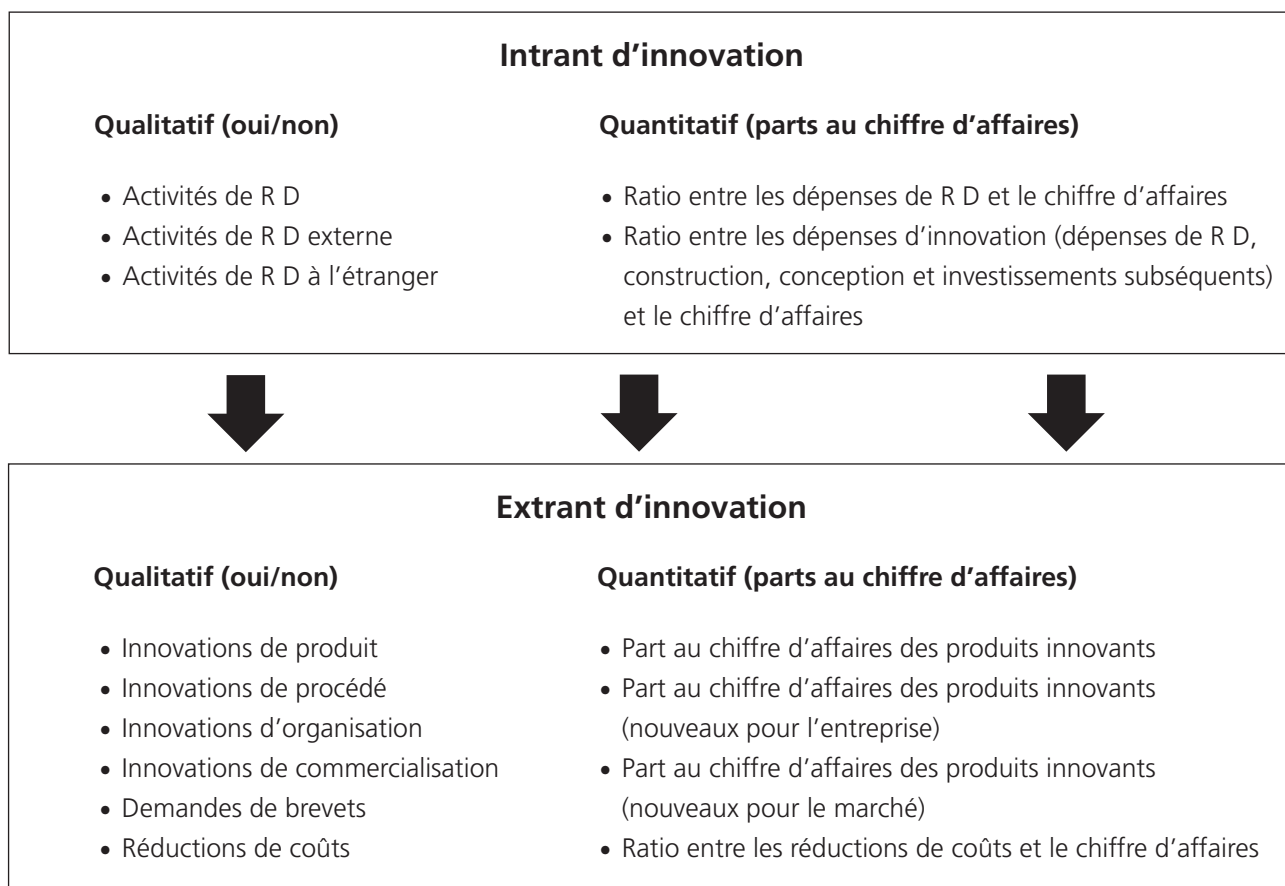 Intrant d’innovation
Qualitatif (oui/non)
• Activités de R D
• Activités de R D externe
• Activités de R D à l’étranger
Quantitatif (parts au chiffre d’affaires)
• Ratio entre les dépenses de R D et le chiffre d’affaires
• Ratio entre les dépenses d’innovation (dépenses de R D,
construction, conception et investissements subséquents)
et le chiffre d’affaires
Extrant d’innovation
Qualitatif (oui/non)
• Innovations de produit
• Innovations de procédé
• Innovations d’organisation
• Innovations de commercialisation
• Demandes de brevets
• Réductions de coûts
Quantitatif (parts au chiffre d’affaires)
• Part au chiffre d’affaires des produits innovants
• Part au chiffre d’affaires des produits innovants
(nouveaux pour l’entreprise)
• Part au chiffre d’affaires des produits innovants
(nouveaux pour le marché)
• Ratio entre les réductions de coûts et le chiffre d’affaires